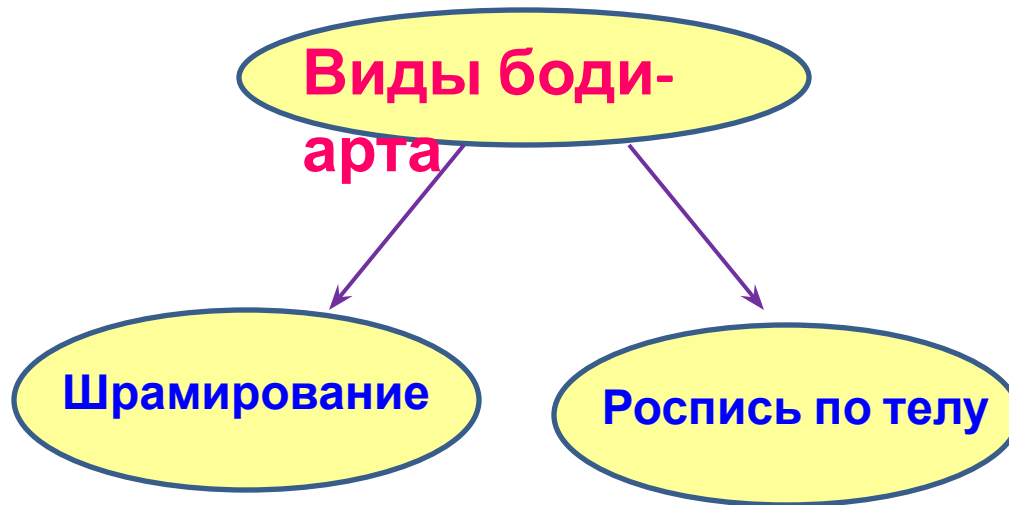 Виды боди-
арта
Шрамирование
Роспись по телу